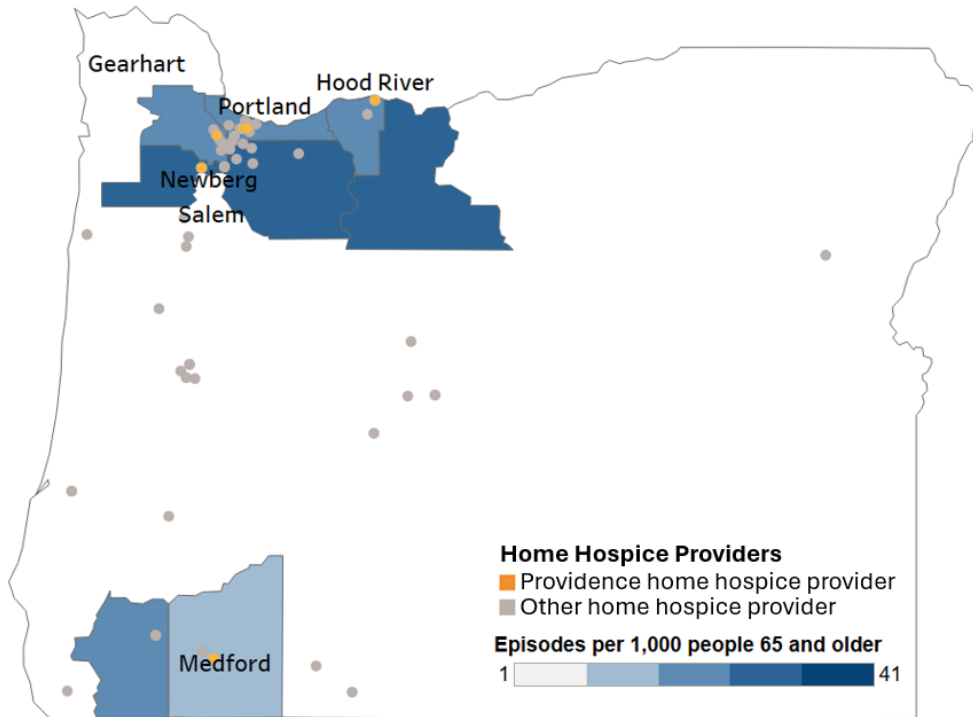 Gearhart
Hood River
Portland
Newberg
Salem
Medford
Home Hospice Providers
Providence home hospice provider
Other home hospice provider
Episodes per 1,000 people 65 and older
1 41